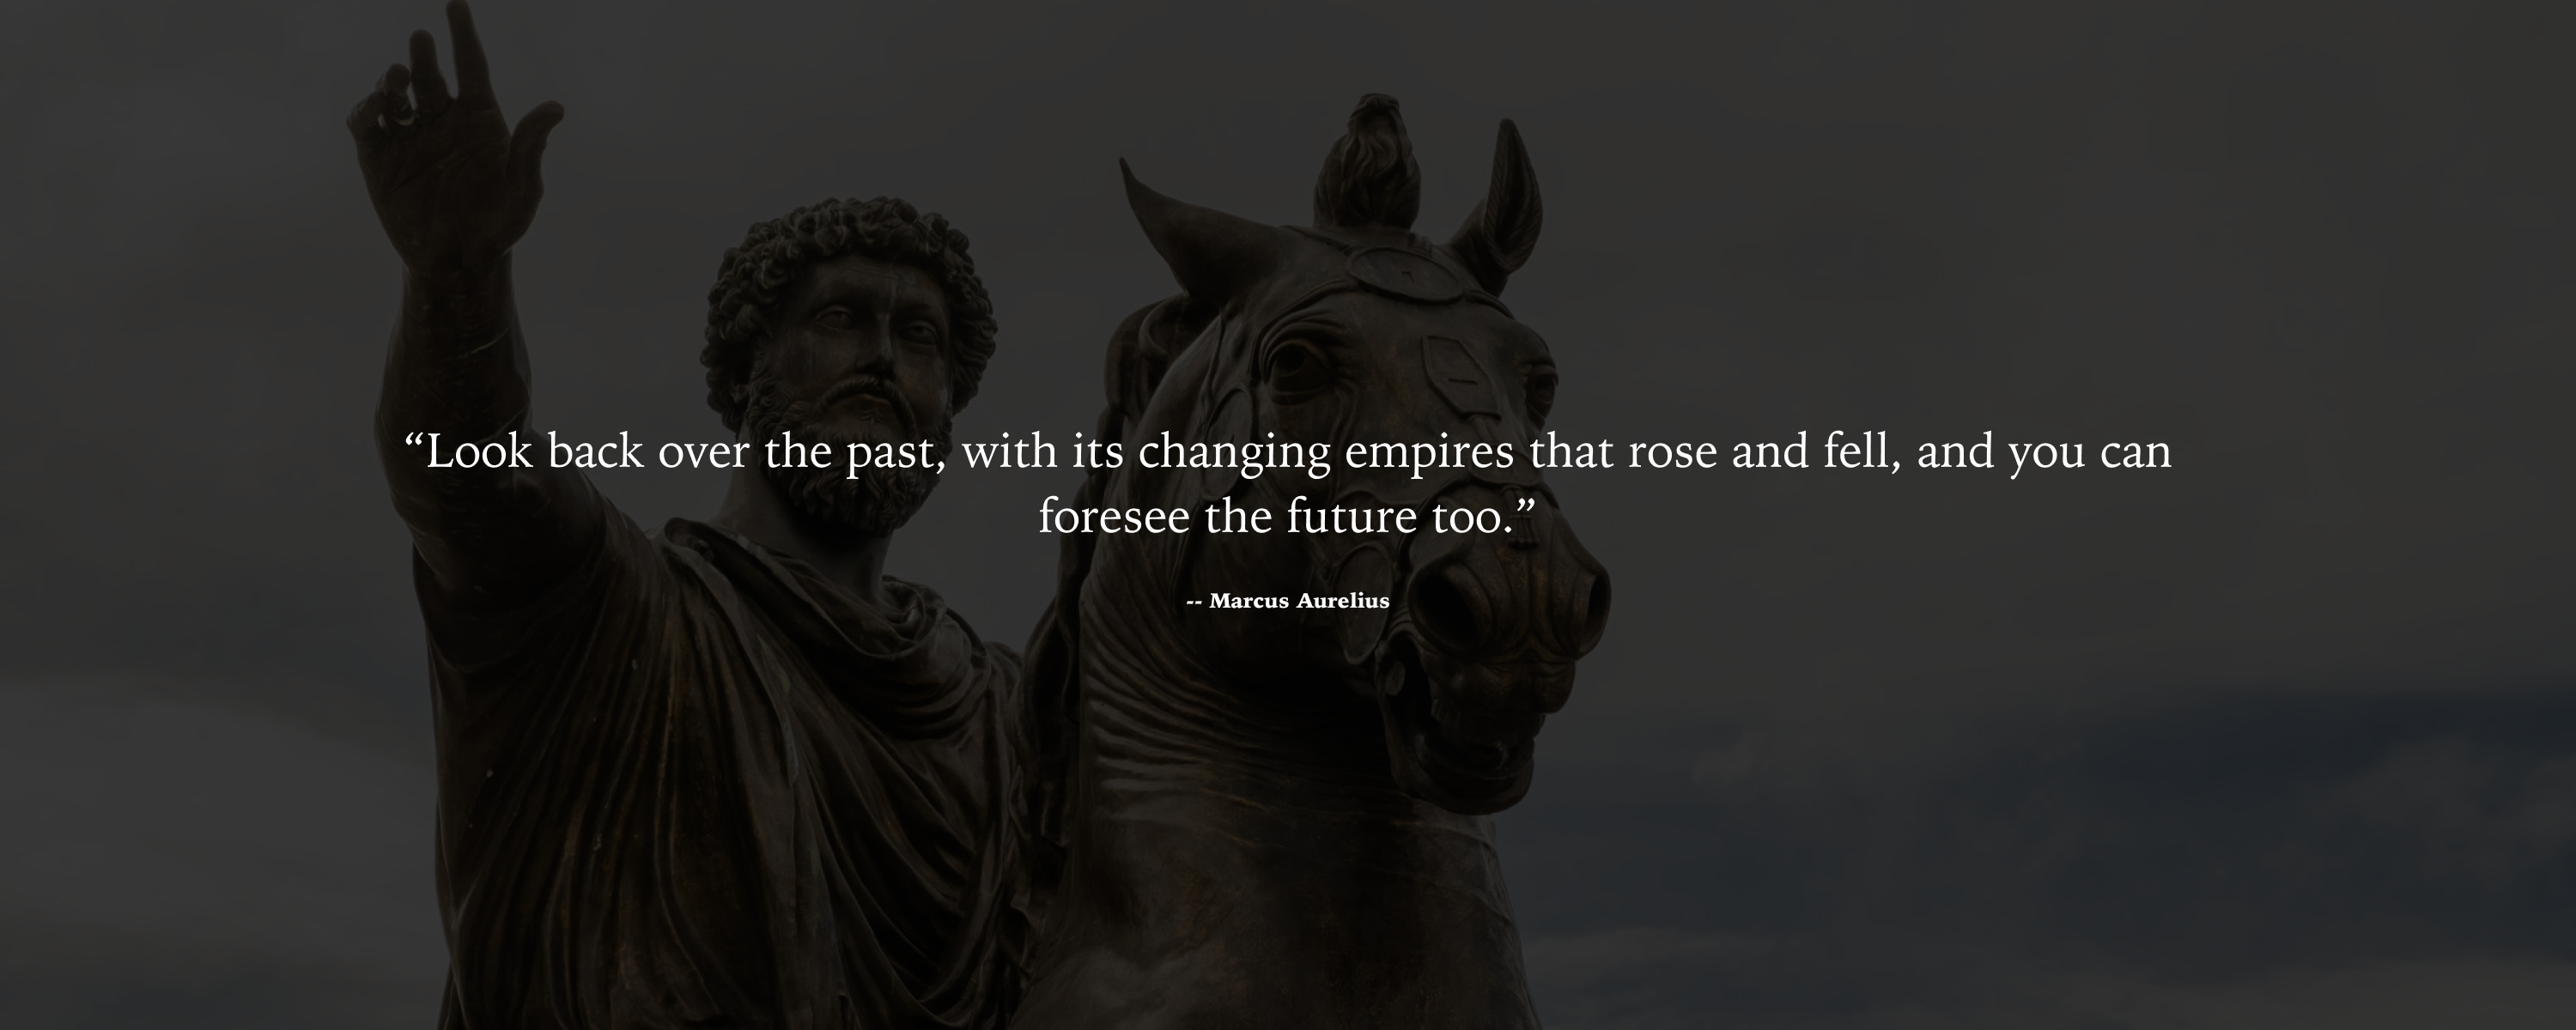 “Look back over the past, with its changing empires that rose and fell, and you can
foresee the future too.”
-- Marcus Aurelius